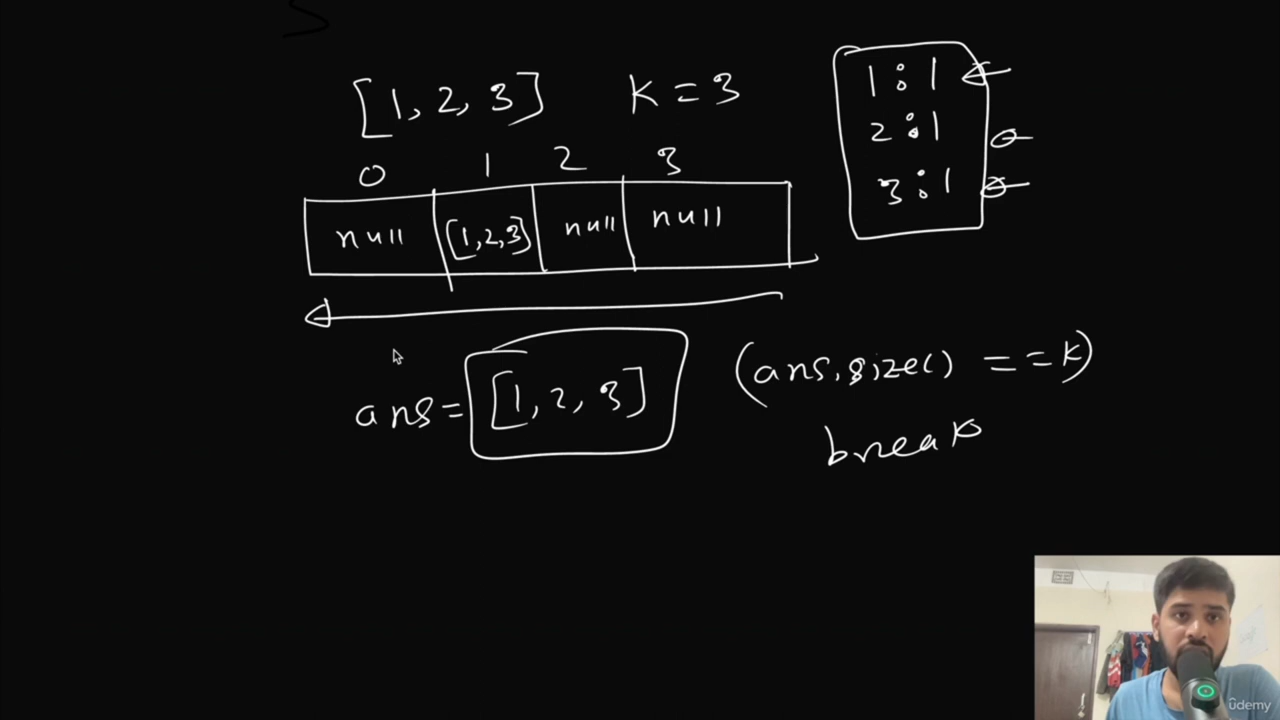 [1, 2, 3] K = 3
0 1 2 3
null [1,2,3] null null
1 : 1
2 : 1
3 : 1
ans = [1, 2, 3]
(ans.size() == K)
break
ûdemy